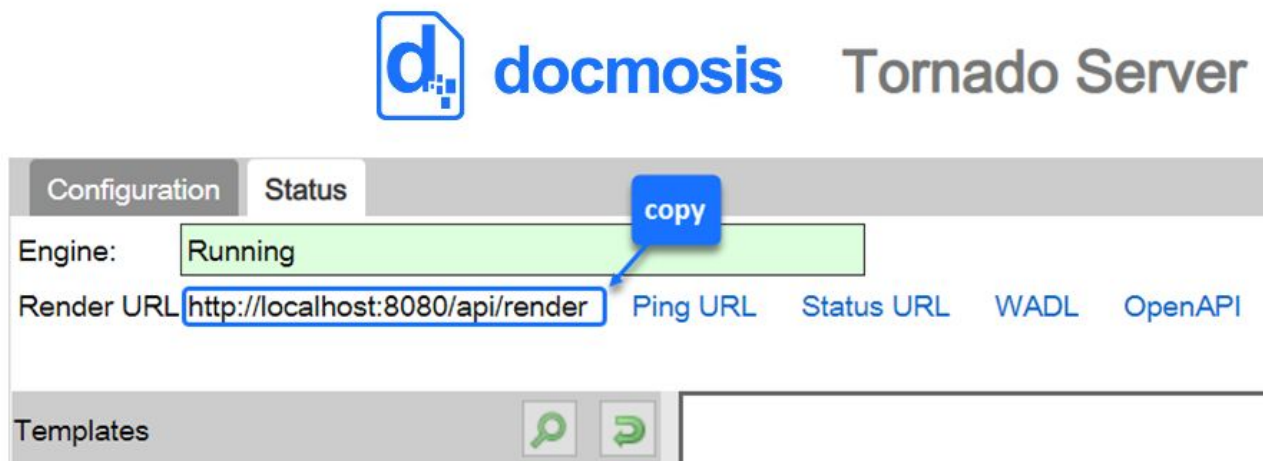 d. docmosis Tornado Server
Configuration Status
copy
Engine: Running
Render URL http://localhost:8080/api/render Ping URL Status URL WADL OpenAPI
Templates